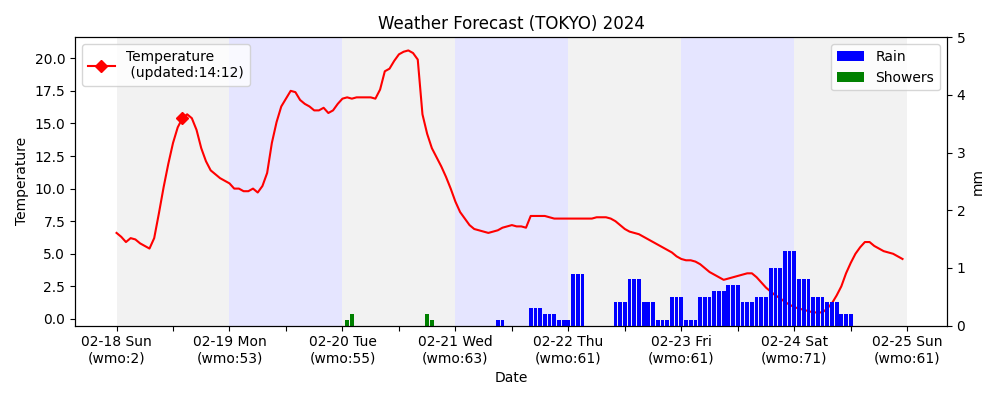 Weather Forecast (TOKYO) 2024
Temperature
(updated:14:12)
Rain
Showers
Temperature
20.0
17.5
15.0
12.5
10.0
7.5
5.0
2.5
0.0
5
4
3
2
1
0
mm
02-18 Sun
(wmo:2)
02-19 Mon
(wmo:53)
02-20 Tue
(wmo:55)
02-21 Wed
(wmo:63)
02-22 Thu
(wmo:61)
02-23 Fri
(wmo:61)
02-24 Sat
(wmo:71)
02-25 Sun
(wmo:61)
Date